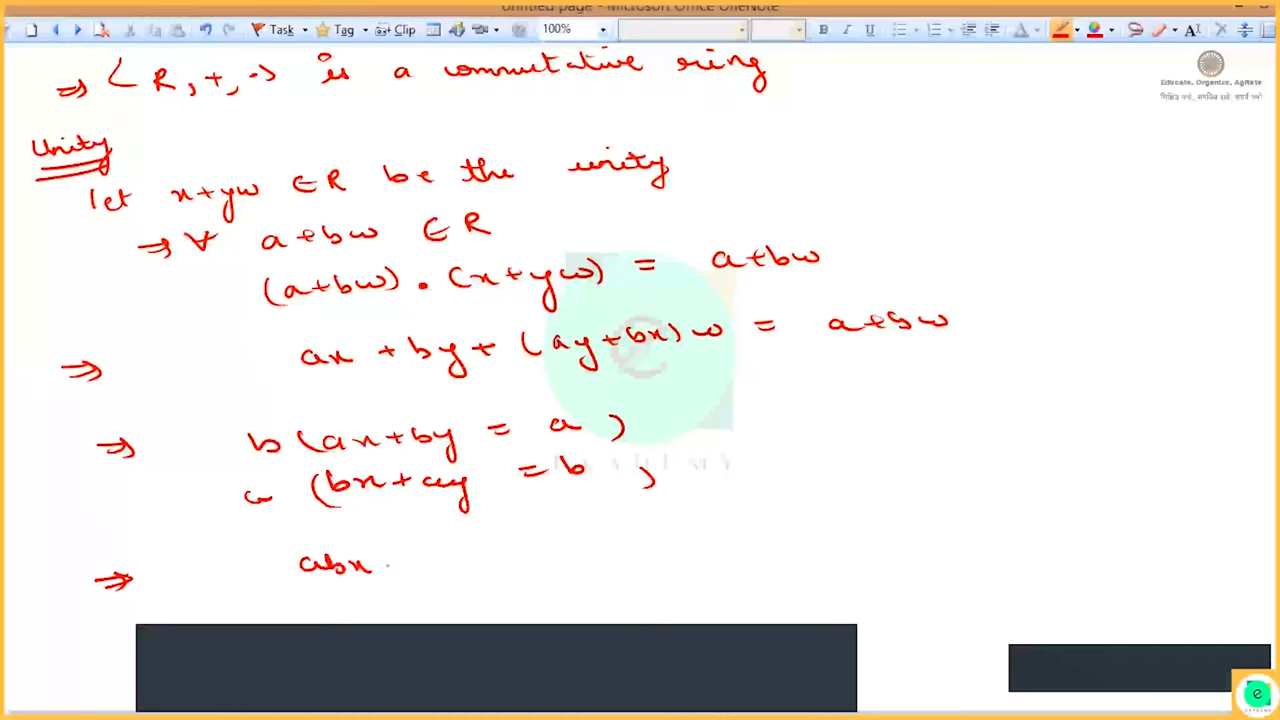 Untitled page - Microsoft Office OneNote
Task Tag Clip 100% B I U
⇒ ⟨R, +, ·⟩ is a commutative ring
Educate, Organize, Agitate
Unity
let x+yω ∈ R be the unity
⇒ ∀ a+bω ∈ R
(a+bω) · (x+yω) = a+bω
⇒ ax + by + (ay+bx) ω = a+bω
⇒ b (ax+by = a )
a (bx+ay = b )
⇒ abx
e